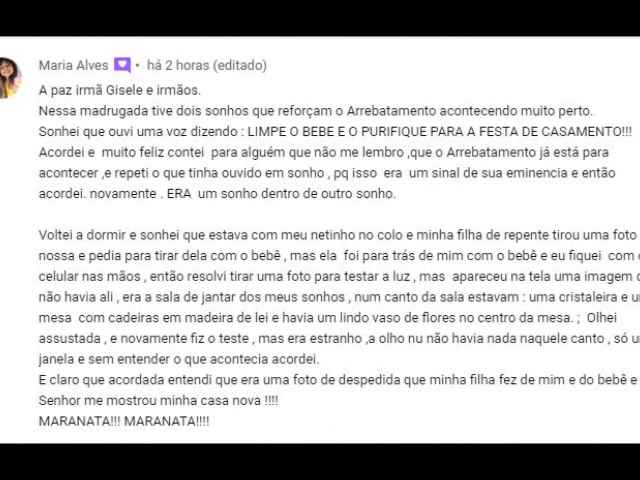 Maria Alves • há 2 horas (editado)
A paz irmã Gisele e irmãos.
Nessa madrugada tive dois sonhos que reforçam o Arrebatamento acontecendo muito perto.
Sonhei que ouvi uma voz dizendo : LIMPE O BEBE E O PURIFIQUE PARA A FESTA DE CASAMENTO!!!
Acordei e muito feliz contei para alguém que não me lembro ,que o Arrebatamento já está para
acontecer ,e repeti o que tinha ouvido em sonho , pq isso era um sinal de sua eminencia e então
acordei. novamente . ERA um sonho dentro de outro sonho.
Voltei a dormir e sonhei que estava com meu netinho no colo e minha filha de repente tirou uma foto
nossa e pedia para tirar dela com o bebê , mas ela foi para trás de mim com o bebê e eu fiquei com
celular nas mãos , então resolvi tirar uma foto para testar a luz , mas apareceu na tela uma imagem
não havia ali , era a sala de jantar dos meus sonhos , num canto da sala estavam : uma cristaleira e
mesa com cadeiras em madeira de lei e havia um lindo vaso de flores no centro da mesa. ; Olhei
assustada , e novamente fiz o teste , mas era estranho ,a olho nu não havia nada naquele canto , só
janela e sem entender o que acontecia acordei.
E claro que acordada entendi que era uma foto de despedida que minha filha fez de mim e do bebê e
Senhor me mostrou minha casa nova !!!!
MARANATA!!! MARANATA!!!!